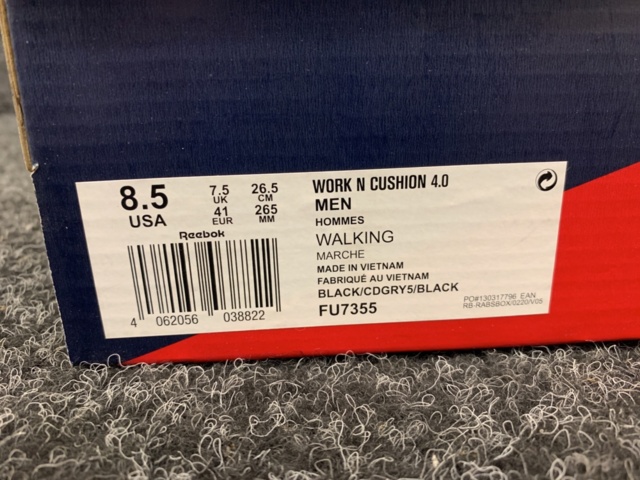 8.5 7.5 26.5
UK CM
USA 41 265
EUR MM
Reebok
4 062056 038822
WORK N CUSHION 4.0
MEN
HOMMES
WALKING
MARCHE
MADE IN VIETNAM
FABRIQUÉ AU VIETNAM
BLACK/CDGRY5/BLACK
FU7355
PO#130317796 EAN
RB-RABSBOX/0220/V05